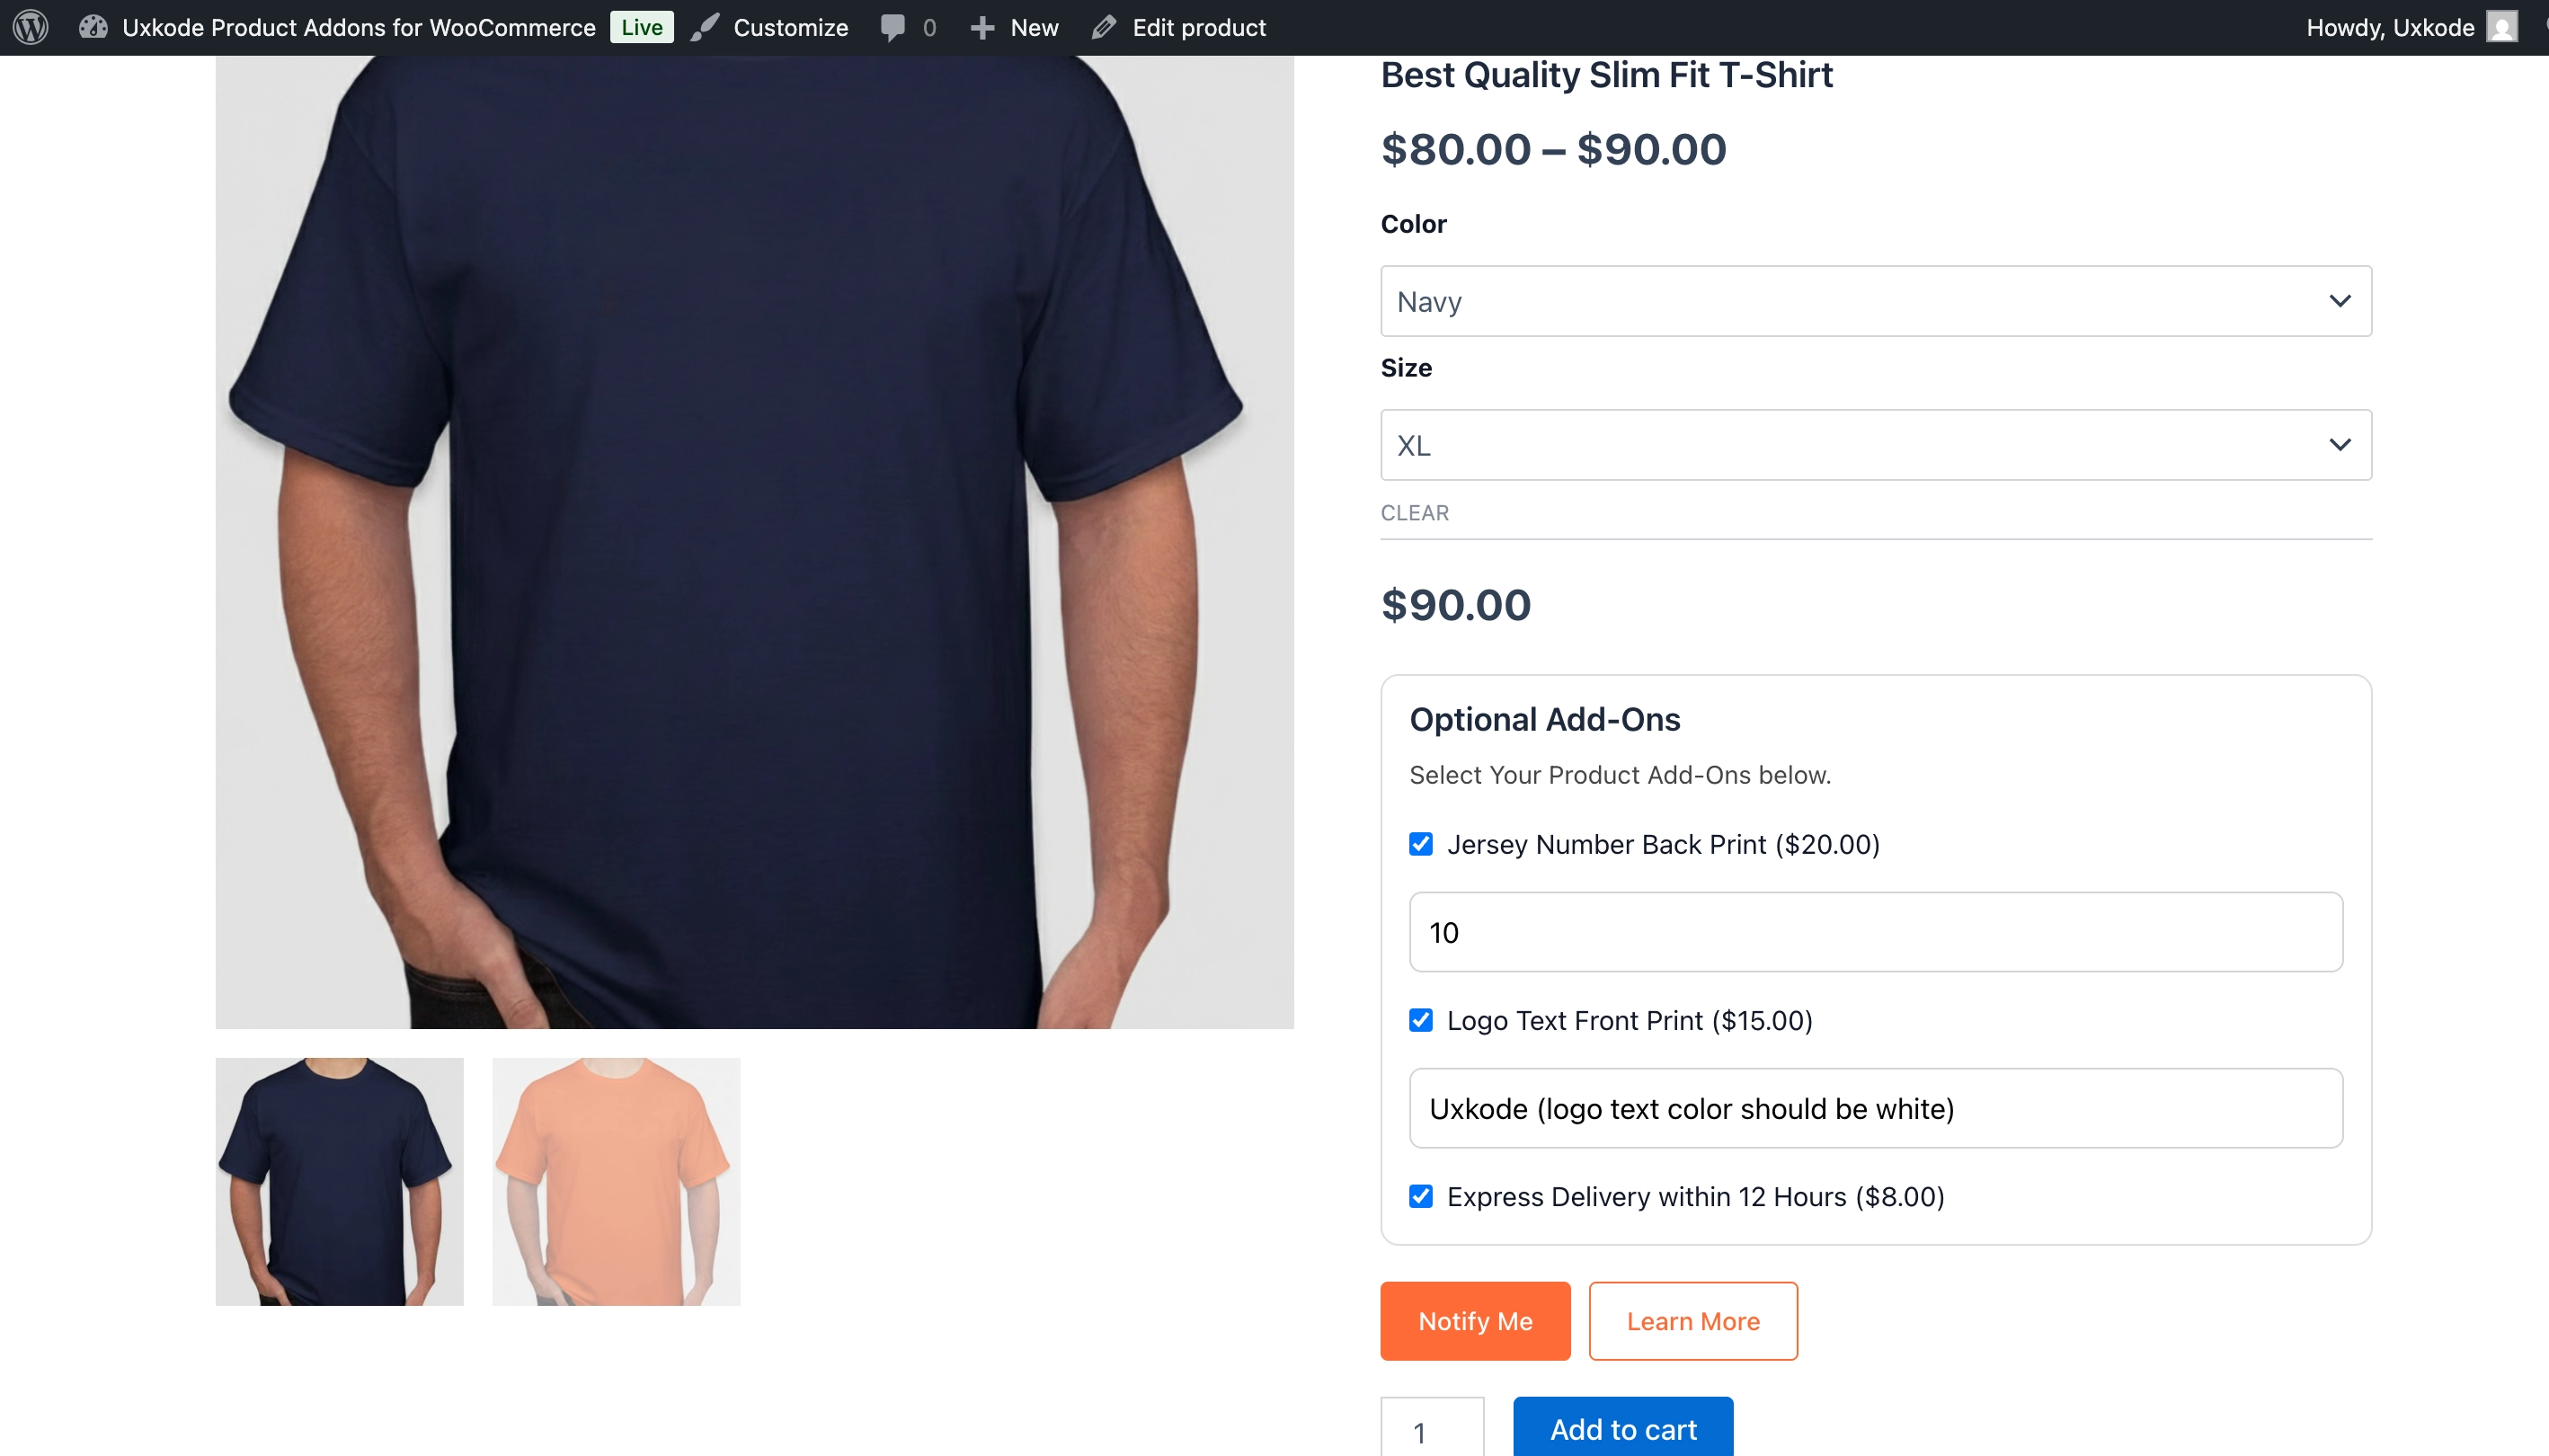 Uxkode Product Addons for WooCommerce Live Customize 0 New Edit product Howdy, Uxkode
Best Quality Slim Fit T-Shirt
$80.00 – $90.00
Color
Navy
Size
XL
CLEAR
$90.00
Optional Add-Ons
Select Your Product Add-Ons below.
Jersey Number Back Print ($20.00)
10
Logo Text Front Print ($15.00)
Uxkode (logo text color should be white)
Express Delivery within 12 Hours ($8.00)
Notify Me Learn More
1 Add to cart